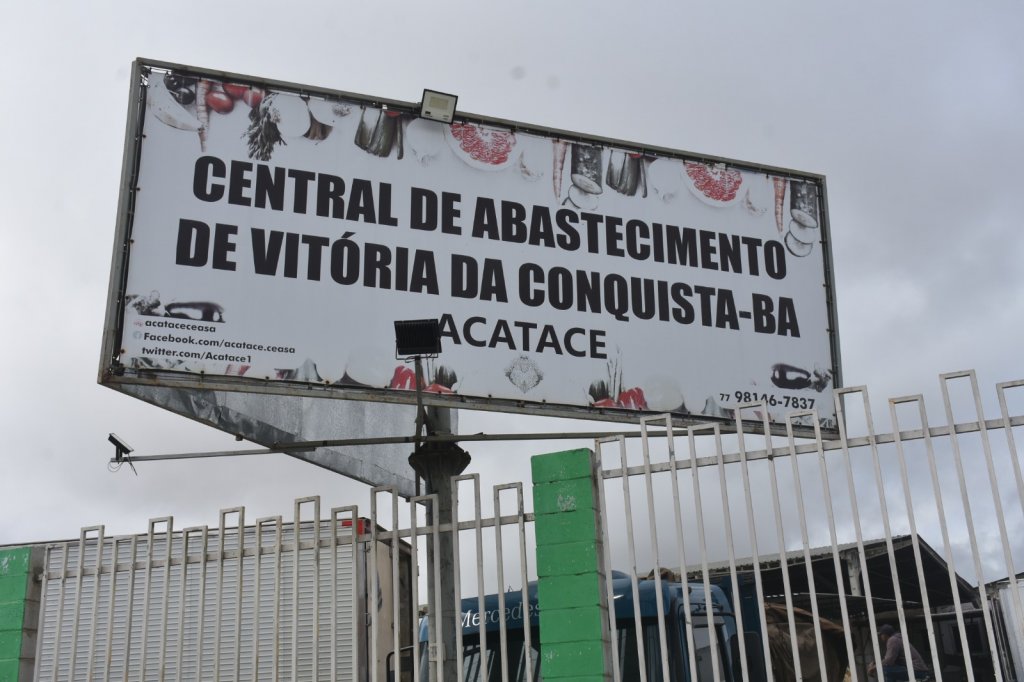 CENTRAL DE ABASTECIMENTO
DE VITÓRIA DA CONQUISTA-BA
ACATACE
acataceceasa
Facebook.com/acatace.ceasa
twitter.com/Acatace1
77 98146-7837
Mercedes